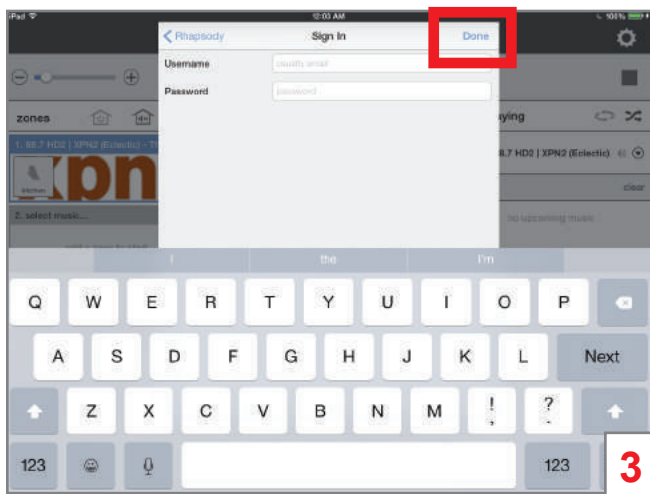 iPad 12:03 AM 100%
Rhapsody Sign In Done
Username usually email
Password password
zones ying
1. 88.7 HD2 | XPN2 (Eclectic) - Th 8.7 HD2 | XPN2 (Eclectic)
xpn
clear
2. select music... no upcoming music
I the I'm
Q W E R T Y U I O P
A S D F G H J K L Next
Z X C V B N M ! , ? .
123 123
3